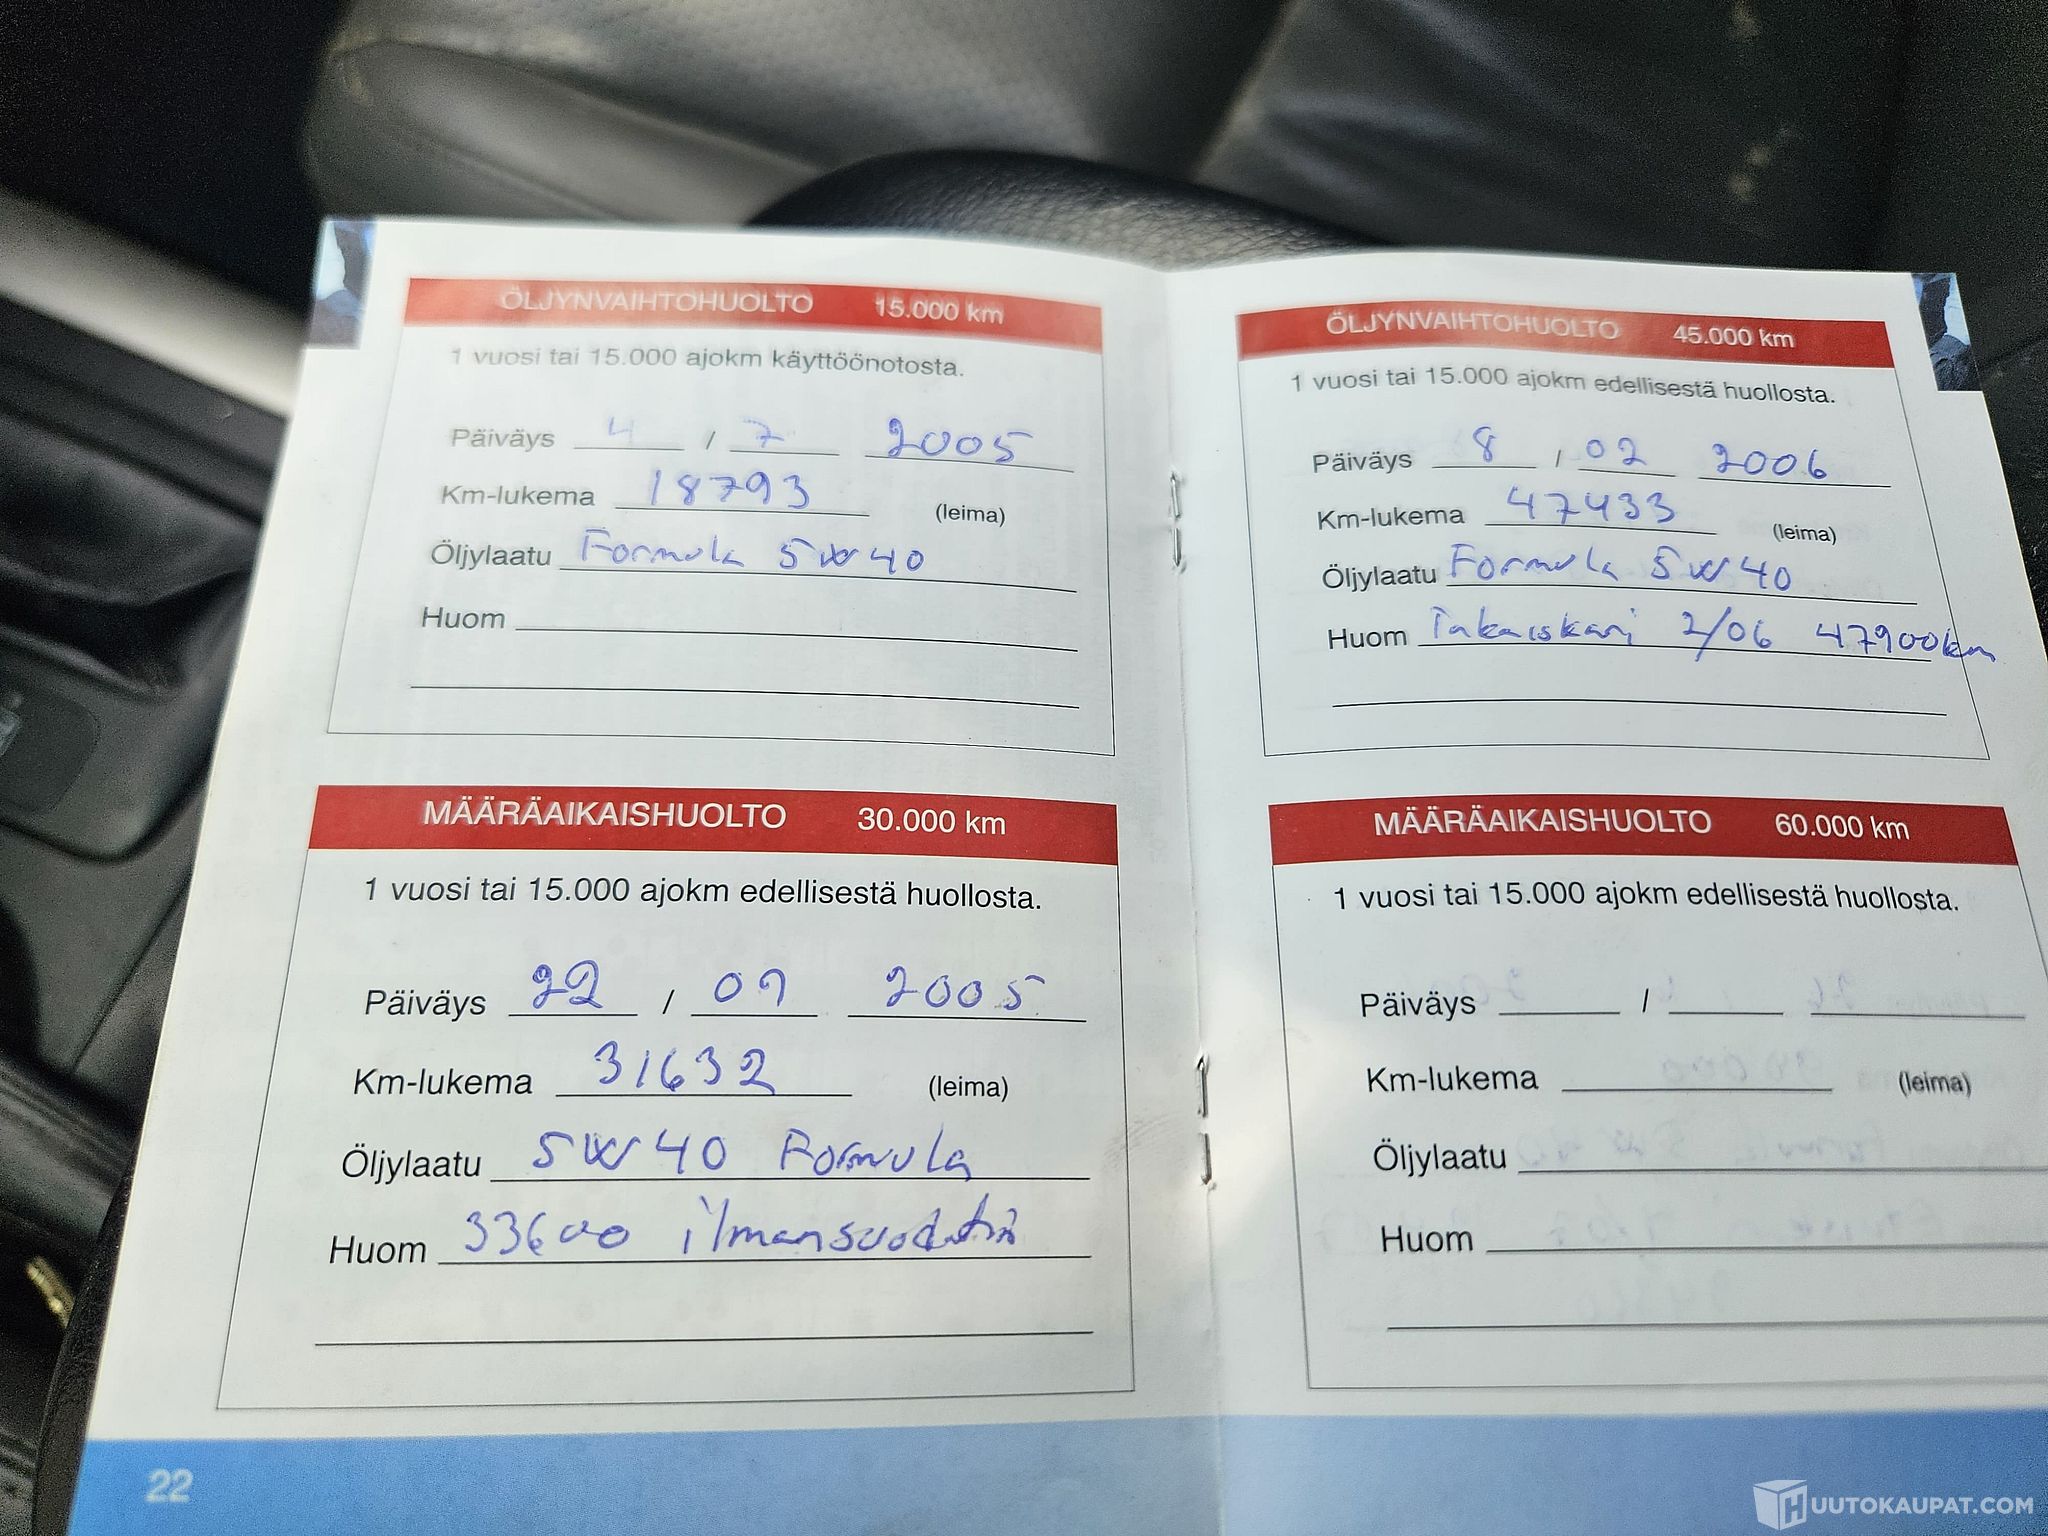 ÖLJYNVAIHTOHUOLTO 15.000 km
1 vuosi tai 15.000 ajokm käyttöönotosta.
Päiväys 4 / 7 2005
Km-lukema 18793 (leima)
Öljylaatu Formula 5W40
Huom
MÄÄRÄAIKAISHUOLTO 30.000 km
1 vuosi tai 15.000 ajokm edellisestä huollosta.
Päiväys 22 / 09 2005
Km-lukema 31632 (leima)
Öljylaatu 5W40 Formula
Huom 33600 ilmansuodatin
22
ÖLJYNVAIHTOHUOLTO 45.000 km
1 vuosi tai 15.000 ajokm edellisestä huollosta.
Päiväys 8 / 02 2006
Km-lukema 47433 (leima)
Öljylaatu Formula 5W40
Huom 2/06 47900km
MÄÄRÄAIKAISHUOLTO 60.000 km
1 vuosi tai 15.000 ajokm edellisestä huollosta.
Päiväys /
Km-lukema (leima)
Öljylaatu
Huom
HUUTOKAUPAT.COM